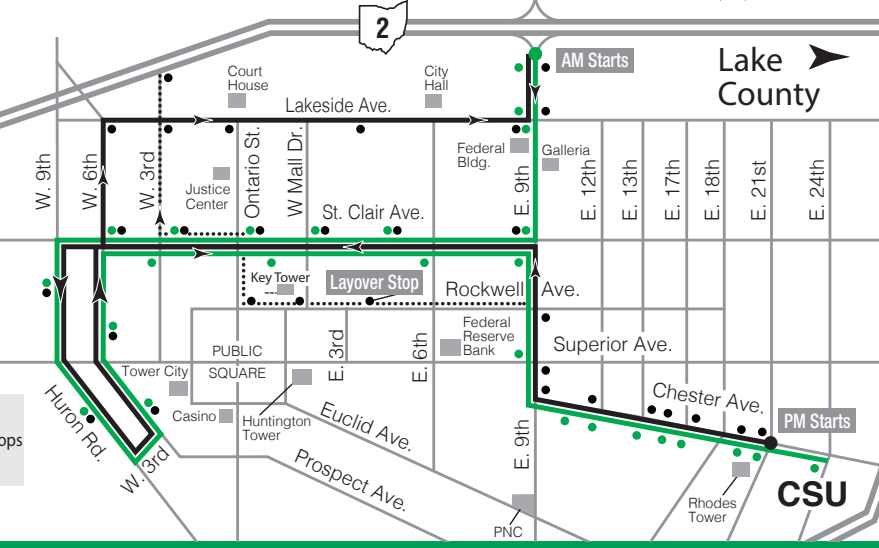 2
AM Starts
Lake
County
Court
House
City
Hall
Lakeside Ave.
Federal
Bldg.
Galleria
W. 9th
W. 6th
W. 3rd
Justice
Center
Ontario St.
W Mall Dr.
St. Clair Ave.
E. 9th
E. 12th
E. 13th
E. 17th
E. 18th
E. 21st
E. 24th
Key Tower
Layover Stop
Rockwell Ave.
Federal
Reserve
Bank
Superior Ave.
PUBLIC
SQUARE
E. 3rd
E. 6th
Tower City
Casino
Huntington
Tower
Chester Ave.
PM Starts
ops
Huron Rd.
W. 3rd
Euclid Ave.
Prospect Ave.
E. 9th
PNC
Rhodes
Tower
CSU